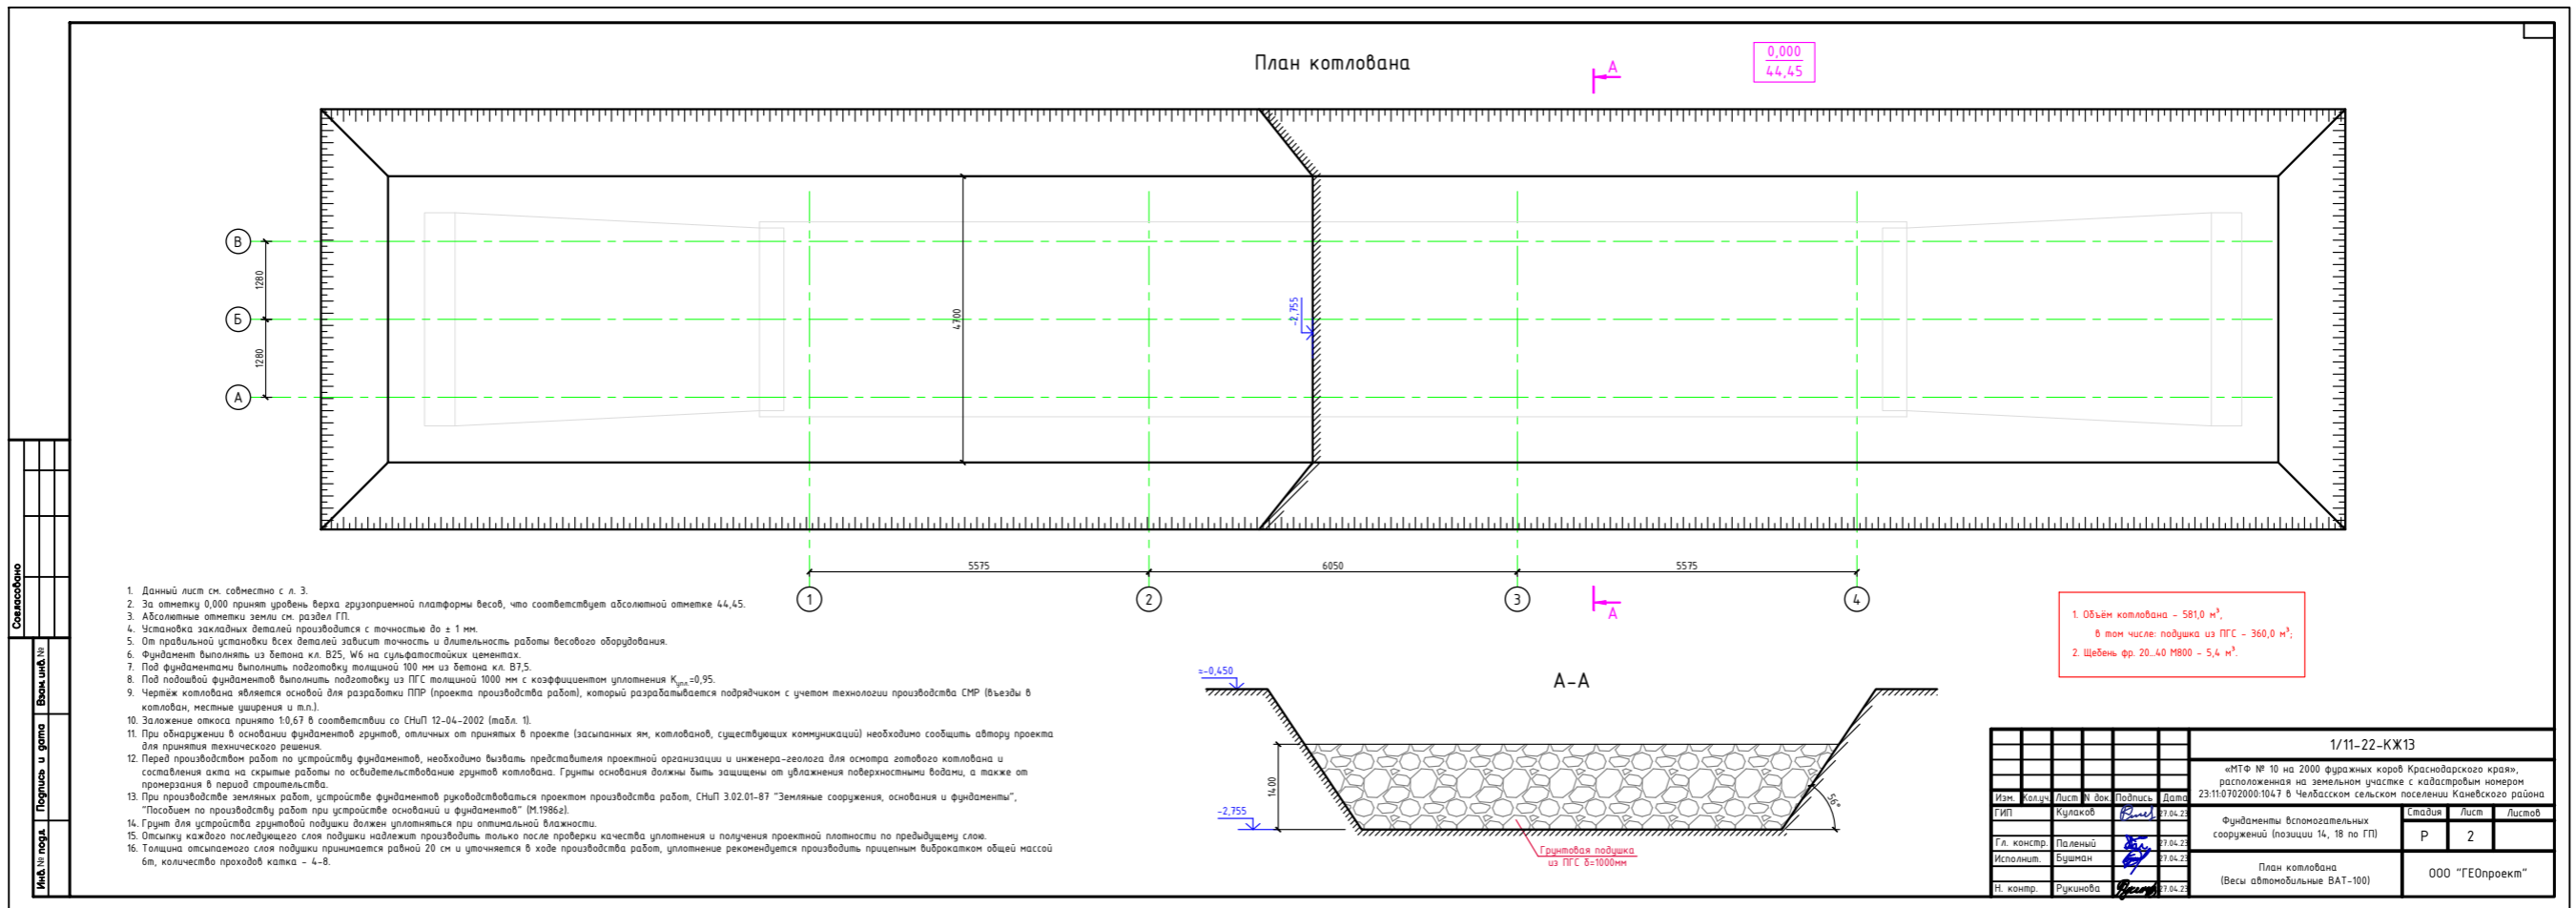 План котлована
А
0,000
44,45
В
Б
А
1280
1280
4700
-2,755
5575
6050
5575
1
2
3
4
А
1. Данный лист см. совместно с л. 3.
2. За отметку 0,000 принят уровень верха грузоприемной платформы весов, что соответствует абсолютной отметке 44,45.
3. Абсолютные отметки земли см. раздел ГП.
4. Установка закладных деталей производится с точностью до ± 1 мм.
5. От правильной установки всех деталей зависит точность и длительность работы весового оборудования.
6. Фундамент выполнять из бетона кл. В25, W6 на сульфатостойких цементах.
7. Под фундаментами выполнить подготовку толщиной 100 мм из бетона кл. В7,5.
8. Под подошвой фундаментов выполнить подготовку из ПГС толщиной 1000 мм с коэффициентом уплотнения Kупл.=0,95.
9. Чертёж котлована является основой для разработки ППР (проекта производства работ), который разрабатывается подрядчиком с учетом технологии производства СМР (въезды в
котлован, местные уширения и т.п.).
10. Заложение откоса принято 1:0,67 в соответствии со СНиП 12-04-2002 (табл. 1).
11. При обнаружении в основании фундаментов грунтов, отличных от принятых в проекте (засыпанных ям, котлованов, существующих коммуникаций) необходимо сообщить автору проекта
для принятия технического решения.
12. Перед производством работ по устройству фундаментов, необходимо вызвать представителя проектной организации и инженера-геолога для осмотра готового котлована и
составления акта на скрытые работы по освидетельствованию грунтов котлована. Грунты основания должны быть защищены от увлажнения поверхностными водами, а также от
промерзания в период строительства.
13. При производстве земляных работ, устройстве фундаментов руководствоваться проектом производства работ, СНиП 3.02.01-87 "Земляные сооружения, основания и фундаменты",
"Пособием по производству работ при устройстве оснований и фундаментов" (М.1986г).
14. Грунт для устройства грунтовой подушки должен уплотняться при оптимальной влажности.
15. Отсыпку каждого последующего слоя подушки надлежит производить только после проверки качества уплотнения и получения проектной плотности по предыдущему слою.
16. Толщина отсыпаемого слоя подушки принимается равной 20 см и уточняется в ходе производства работ, уплотнение рекомендуется производить прицепным виброкатком общей массой
6т, количество проходов катка - 4-8.
А-А
≈-0,450
1400
-2,755
56°
Грунтовая подушка
из ПГС δ=1000мм
1. Объём котлована - 581,0 м³,
в том числе: подушка из ПГС - 360,0 м³;
2. Щебень фр. 20…40 М800 - 5,4 м³.
1/11-22-КЖ13
«МТФ № 10 на 2000 фуражных коров Краснодарского края»,
расположенная на земельном участке с кадастровым номером
23:11:0702000:1047 в Челбасском сельском поселении Каневского района
Изм. Кол.уч. Лист N док. Подпись Дата
ГИП Кулаков 27.04.23
Гл. констр. Паленый 27.04.23
Исполнит. Бушман 27.04.23
Н. контр. Рукинова 27.04.23
Фундаменты вспомогательных
сооружений (позиции 14, 18 по ГП)
Стадия Лист Листов
Р 2
План котлована
(Весы автомобильные ВАТ-100)
ООО "ГЕОпроект"
Согласовано
Взам. инв. №
Подпись и дата
Инв. № подл.